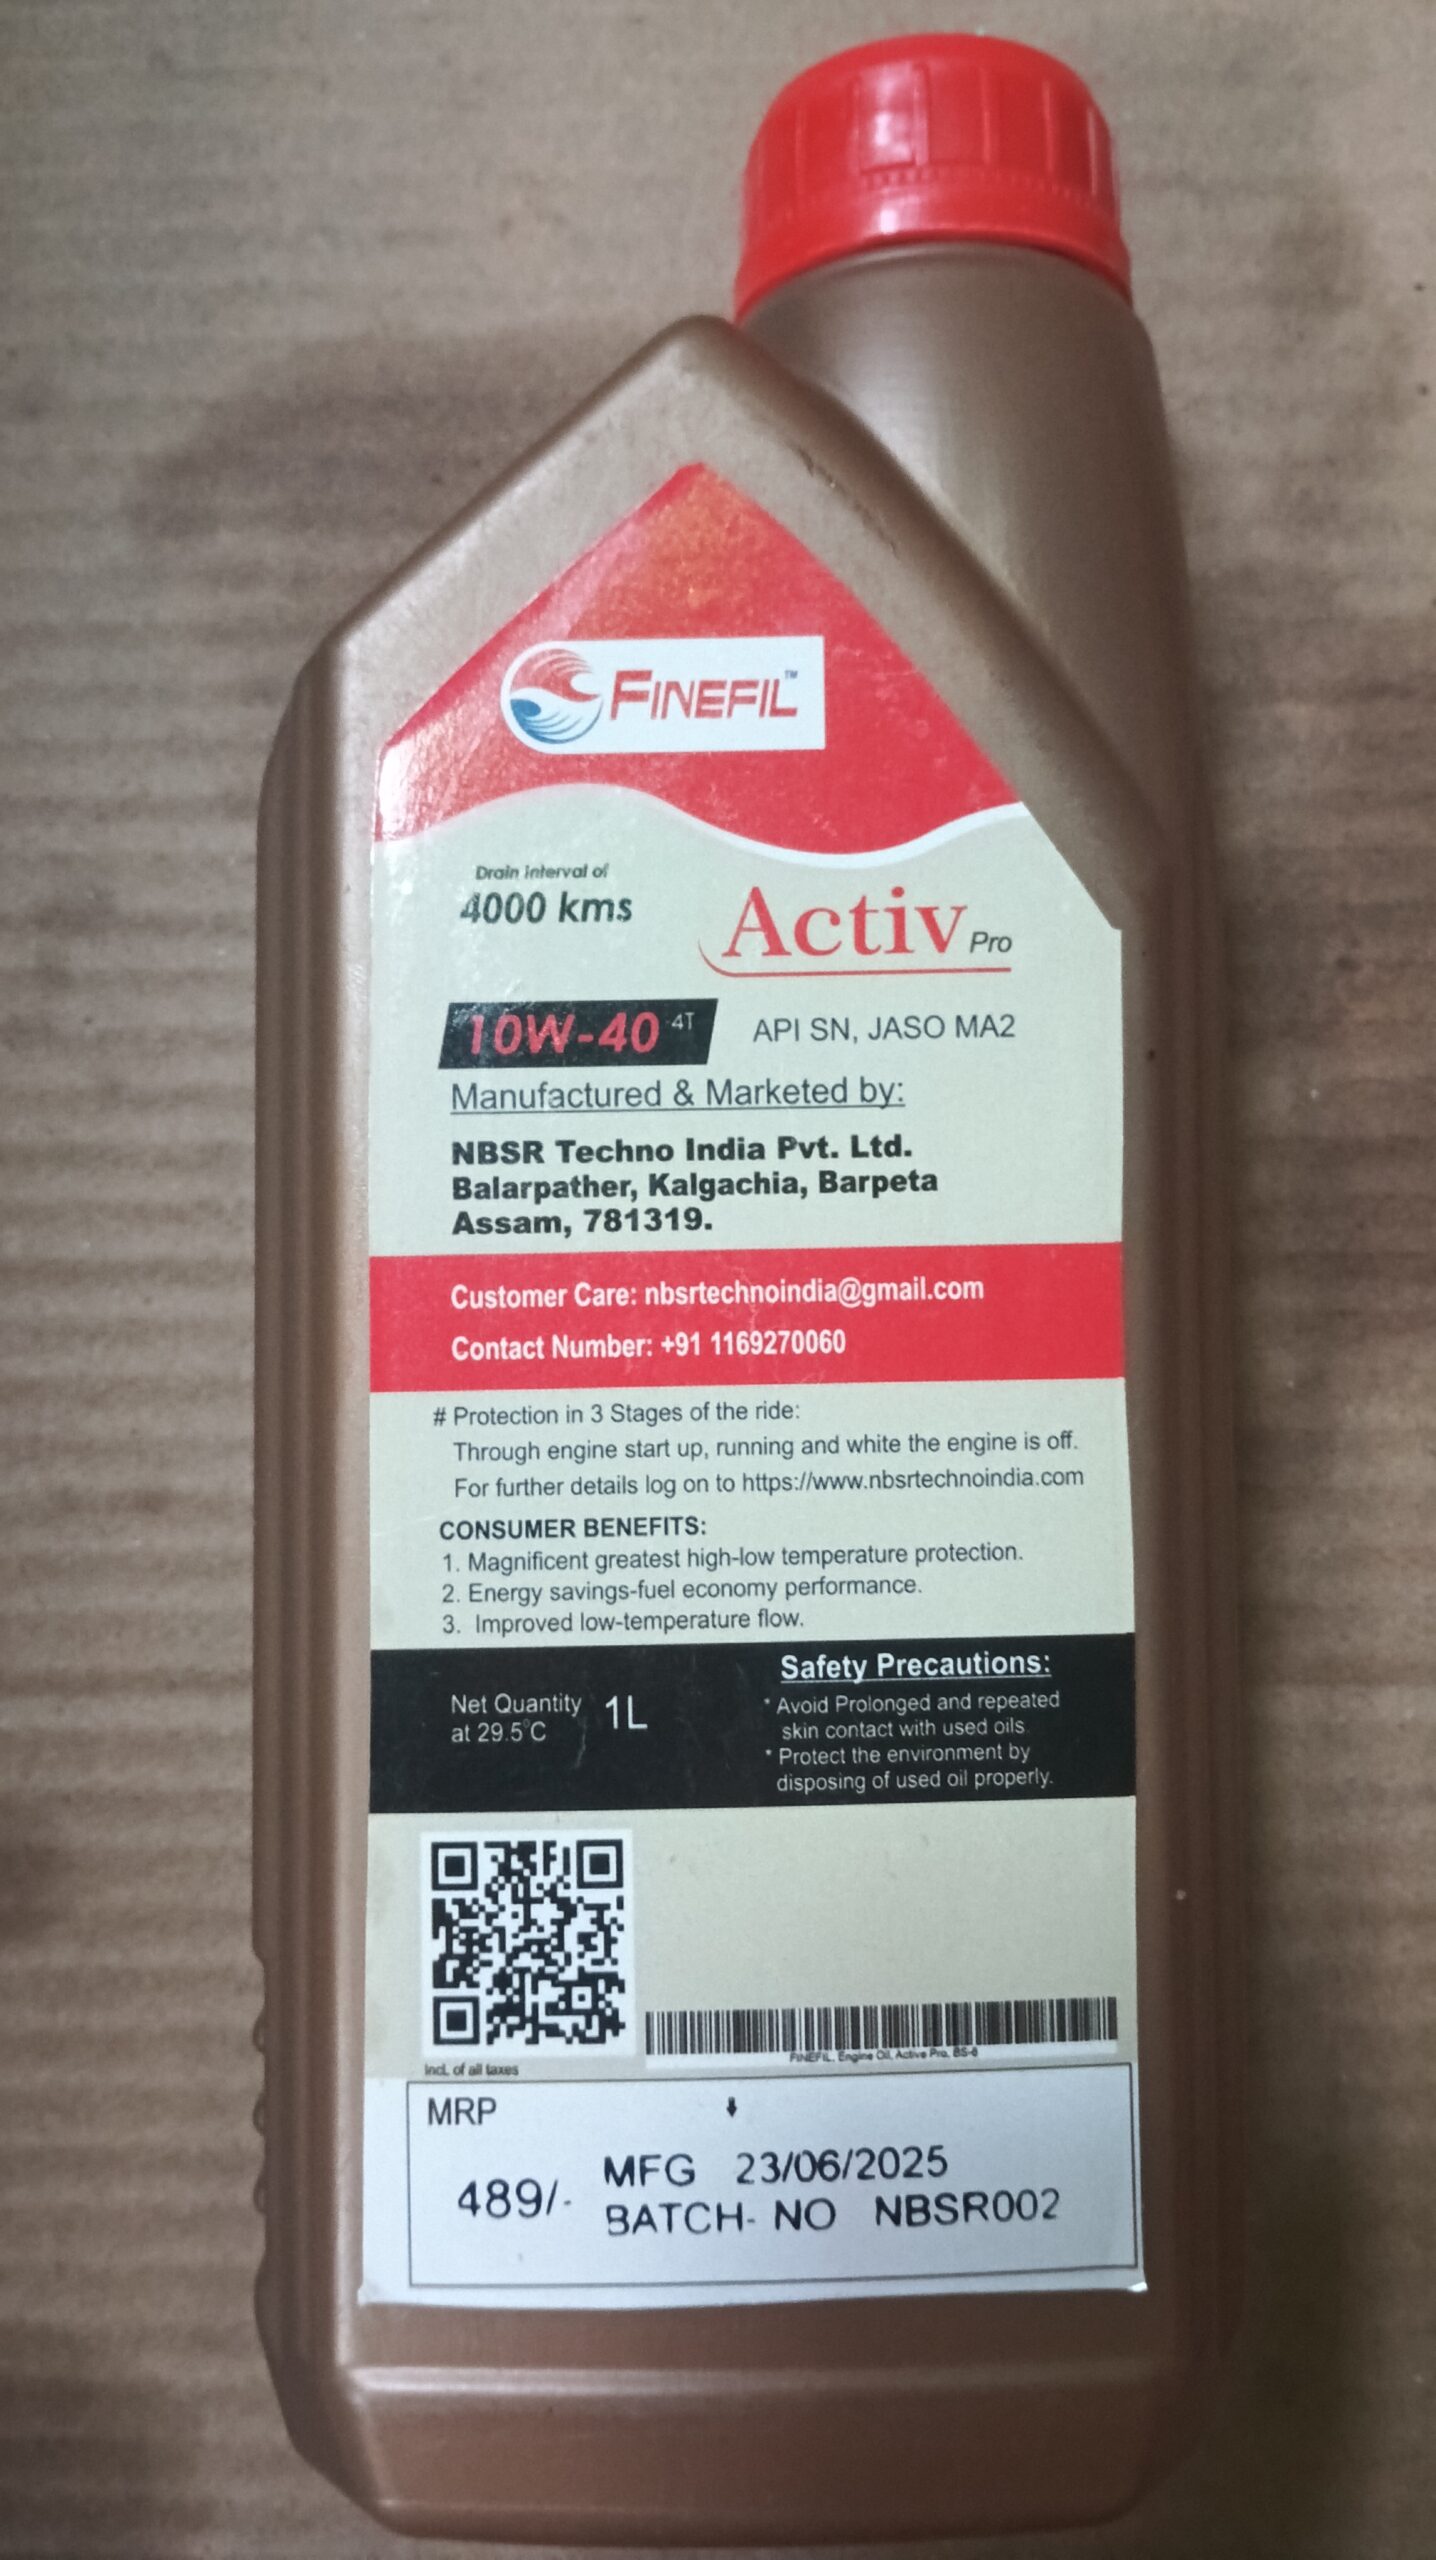 FINEFIL™
Drain interval of
4000 kms
Activ Pro
10W-40 4T
API SN, JASO MA2
Manufactured & Marketed by:
NBSR Techno India Pvt. Ltd.
Balarpather, Kalgachia, Barpeta
Assam, 781319.
Customer Care: nbsrtechnoindia@gmail.com
Contact Number: +91 1169270060
# Protection in 3 Stages of the ride:
Through engine start up, running and white the engine is off.
For further details log on to https://www.nbsrtechnoindia.com
CONSUMER BENEFITS:
1. Magnificent greatest high-low temperature protection.
2. Energy savings-fuel economy performance.
3. Improved low-temperature flow.
Net Quantity
at 29.5°C
1L
Safety Precautions:
* Avoid Prolonged and repeated
skin contact with used oils
* Protect the environment by
disposing of used oil properly.
FINEFIL, Engine Oil, Active Pro, BS-6
Incl. of all taxes
MRP
489/-
MFG 23/06/2025
BATCH- NO NBSR002